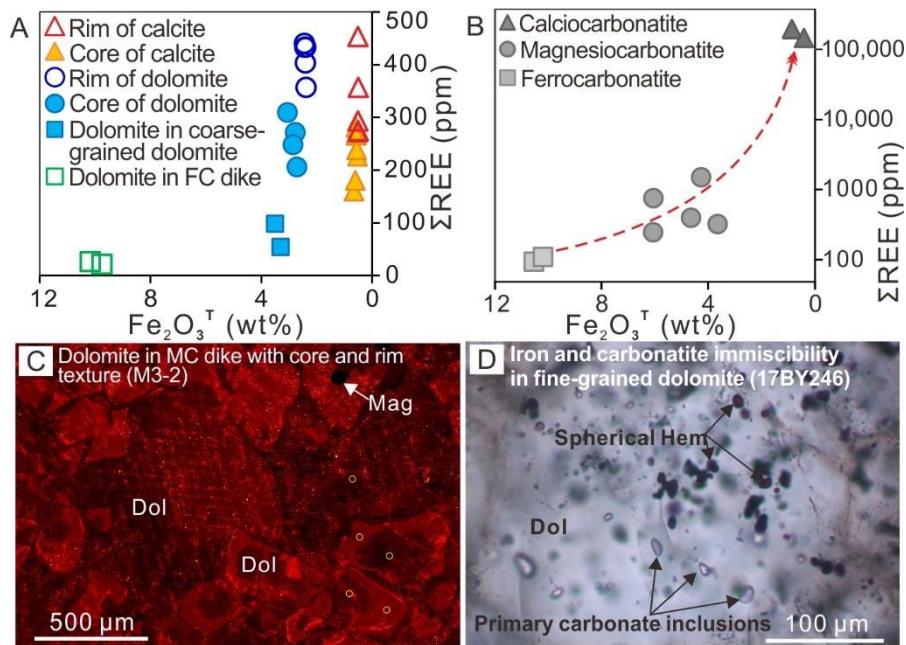 A
Rim of calcite
Core of calcite
Rim of dolomite
Core of dolomite
Dolomite in coarse-
grained dolomite
Dolomite in FC dike
500
400
300
200
100
0
ΣREE (ppm)
12
8
4
0
Fe₂O₃ᵀ (wt%)
B
Calciocarbonatite
Magnesiocarbonatite
Ferrocarbonatite
100,000
10,000
1000
100
ΣREE (ppm)
12
8
4
0
Fe₂O₃ᵀ (wt%)
C Dolomite in MC dike with core and rim
texture (M3-2)
Mag
Dol
Dol
500 µm
D Iron and carbonatite immiscibility
in fine-grained dolomite (17BY246)
Spherical Hem
Dol
Primary carbonate inclusions
100 µm